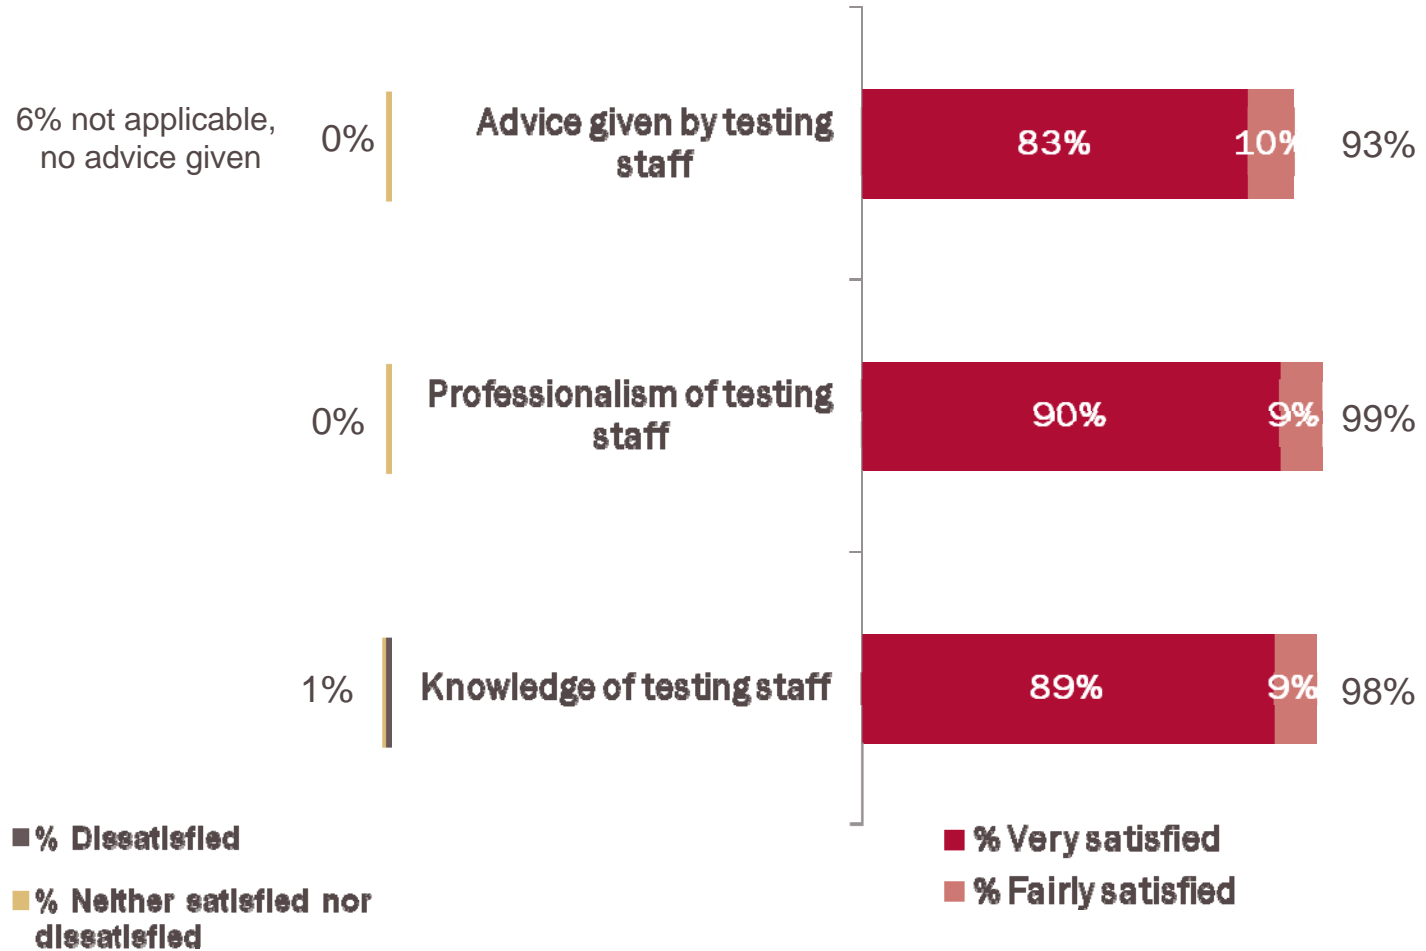 6% not applicable,
no advice given
0%
Advice given by testing
staff
83%
10%
93%
0%
Professionalism of testing
staff
90%
9%
99%
1%
Knowledge of testing staff
89%
9%
98%
% Dissatisfied
% Neither satisfied nor
dissatisfied
% Very satisfied
% Fairly satisfied